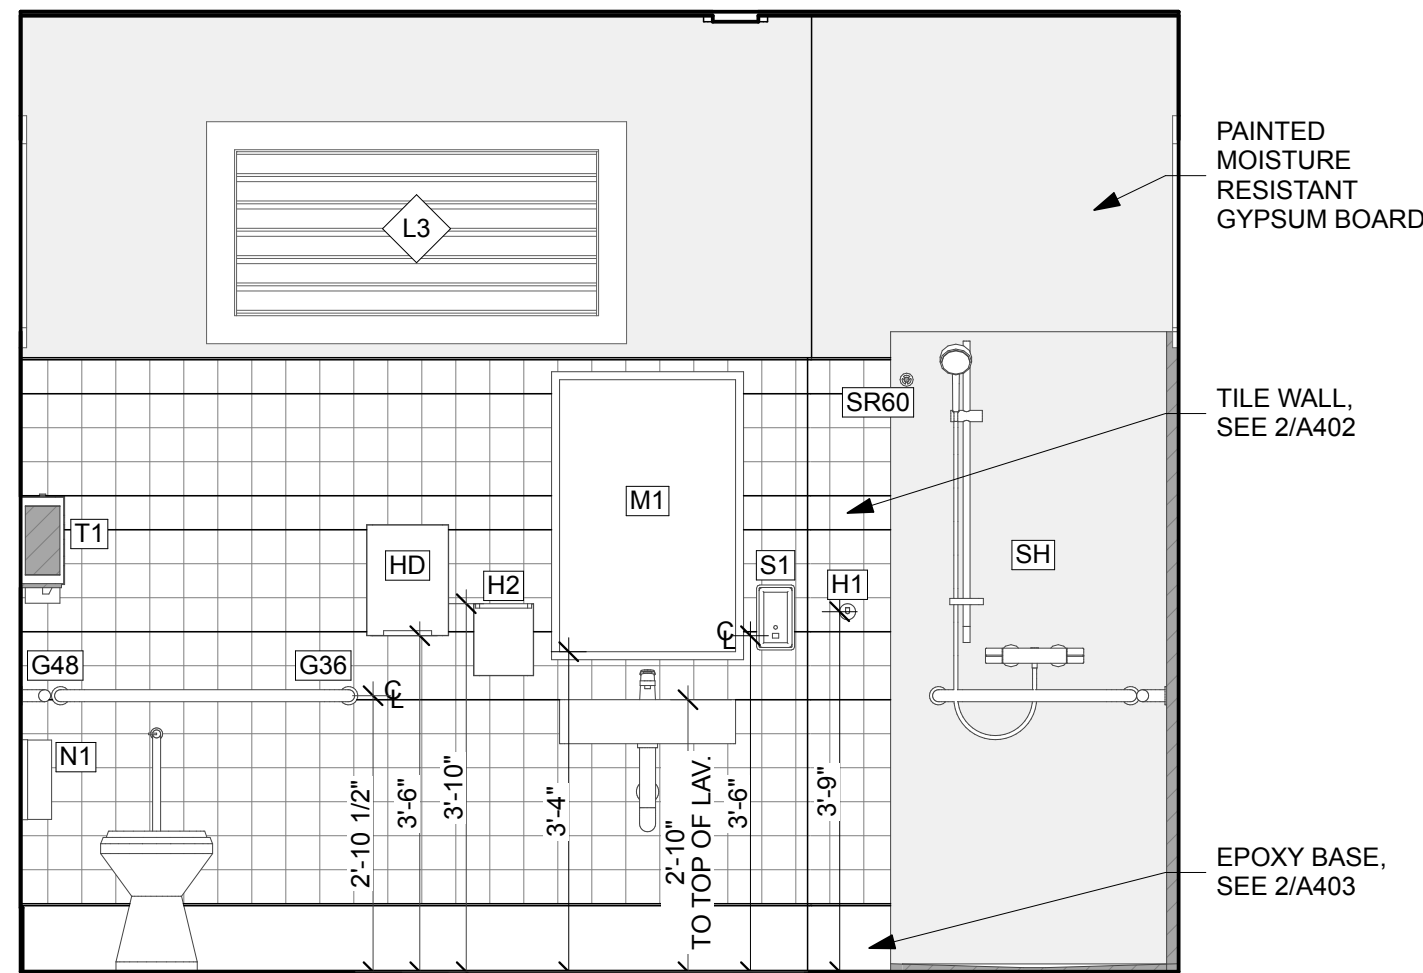 PAINTED
MOISTURE
RESISTANT
GYPSUM BOARD
L3
SR60
TILE WALL,
SEE 2/A402
M1
T1
HD
H2
S1
H1
SH
G48
G36
℄
℄
N1
2'-10 1/2"
3'-6"
3'-10"
3'-4"
2'-10"
TO TOP OF LAV.
3'-6"
3'-9"
EPOXY BASE,
SEE 2/A403